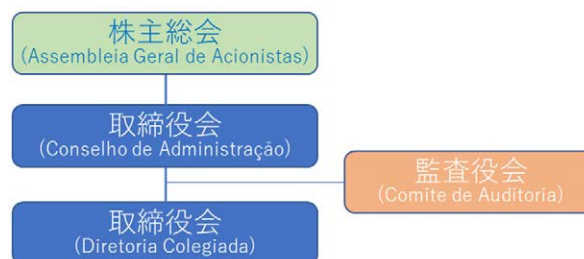 株主総会
(Assembleia Geral de Acionistas)
取締役会
(Conselho de Administração)
監査役会
(Comite de Auditoria)
取締役会
(Diretoria Colegiada)